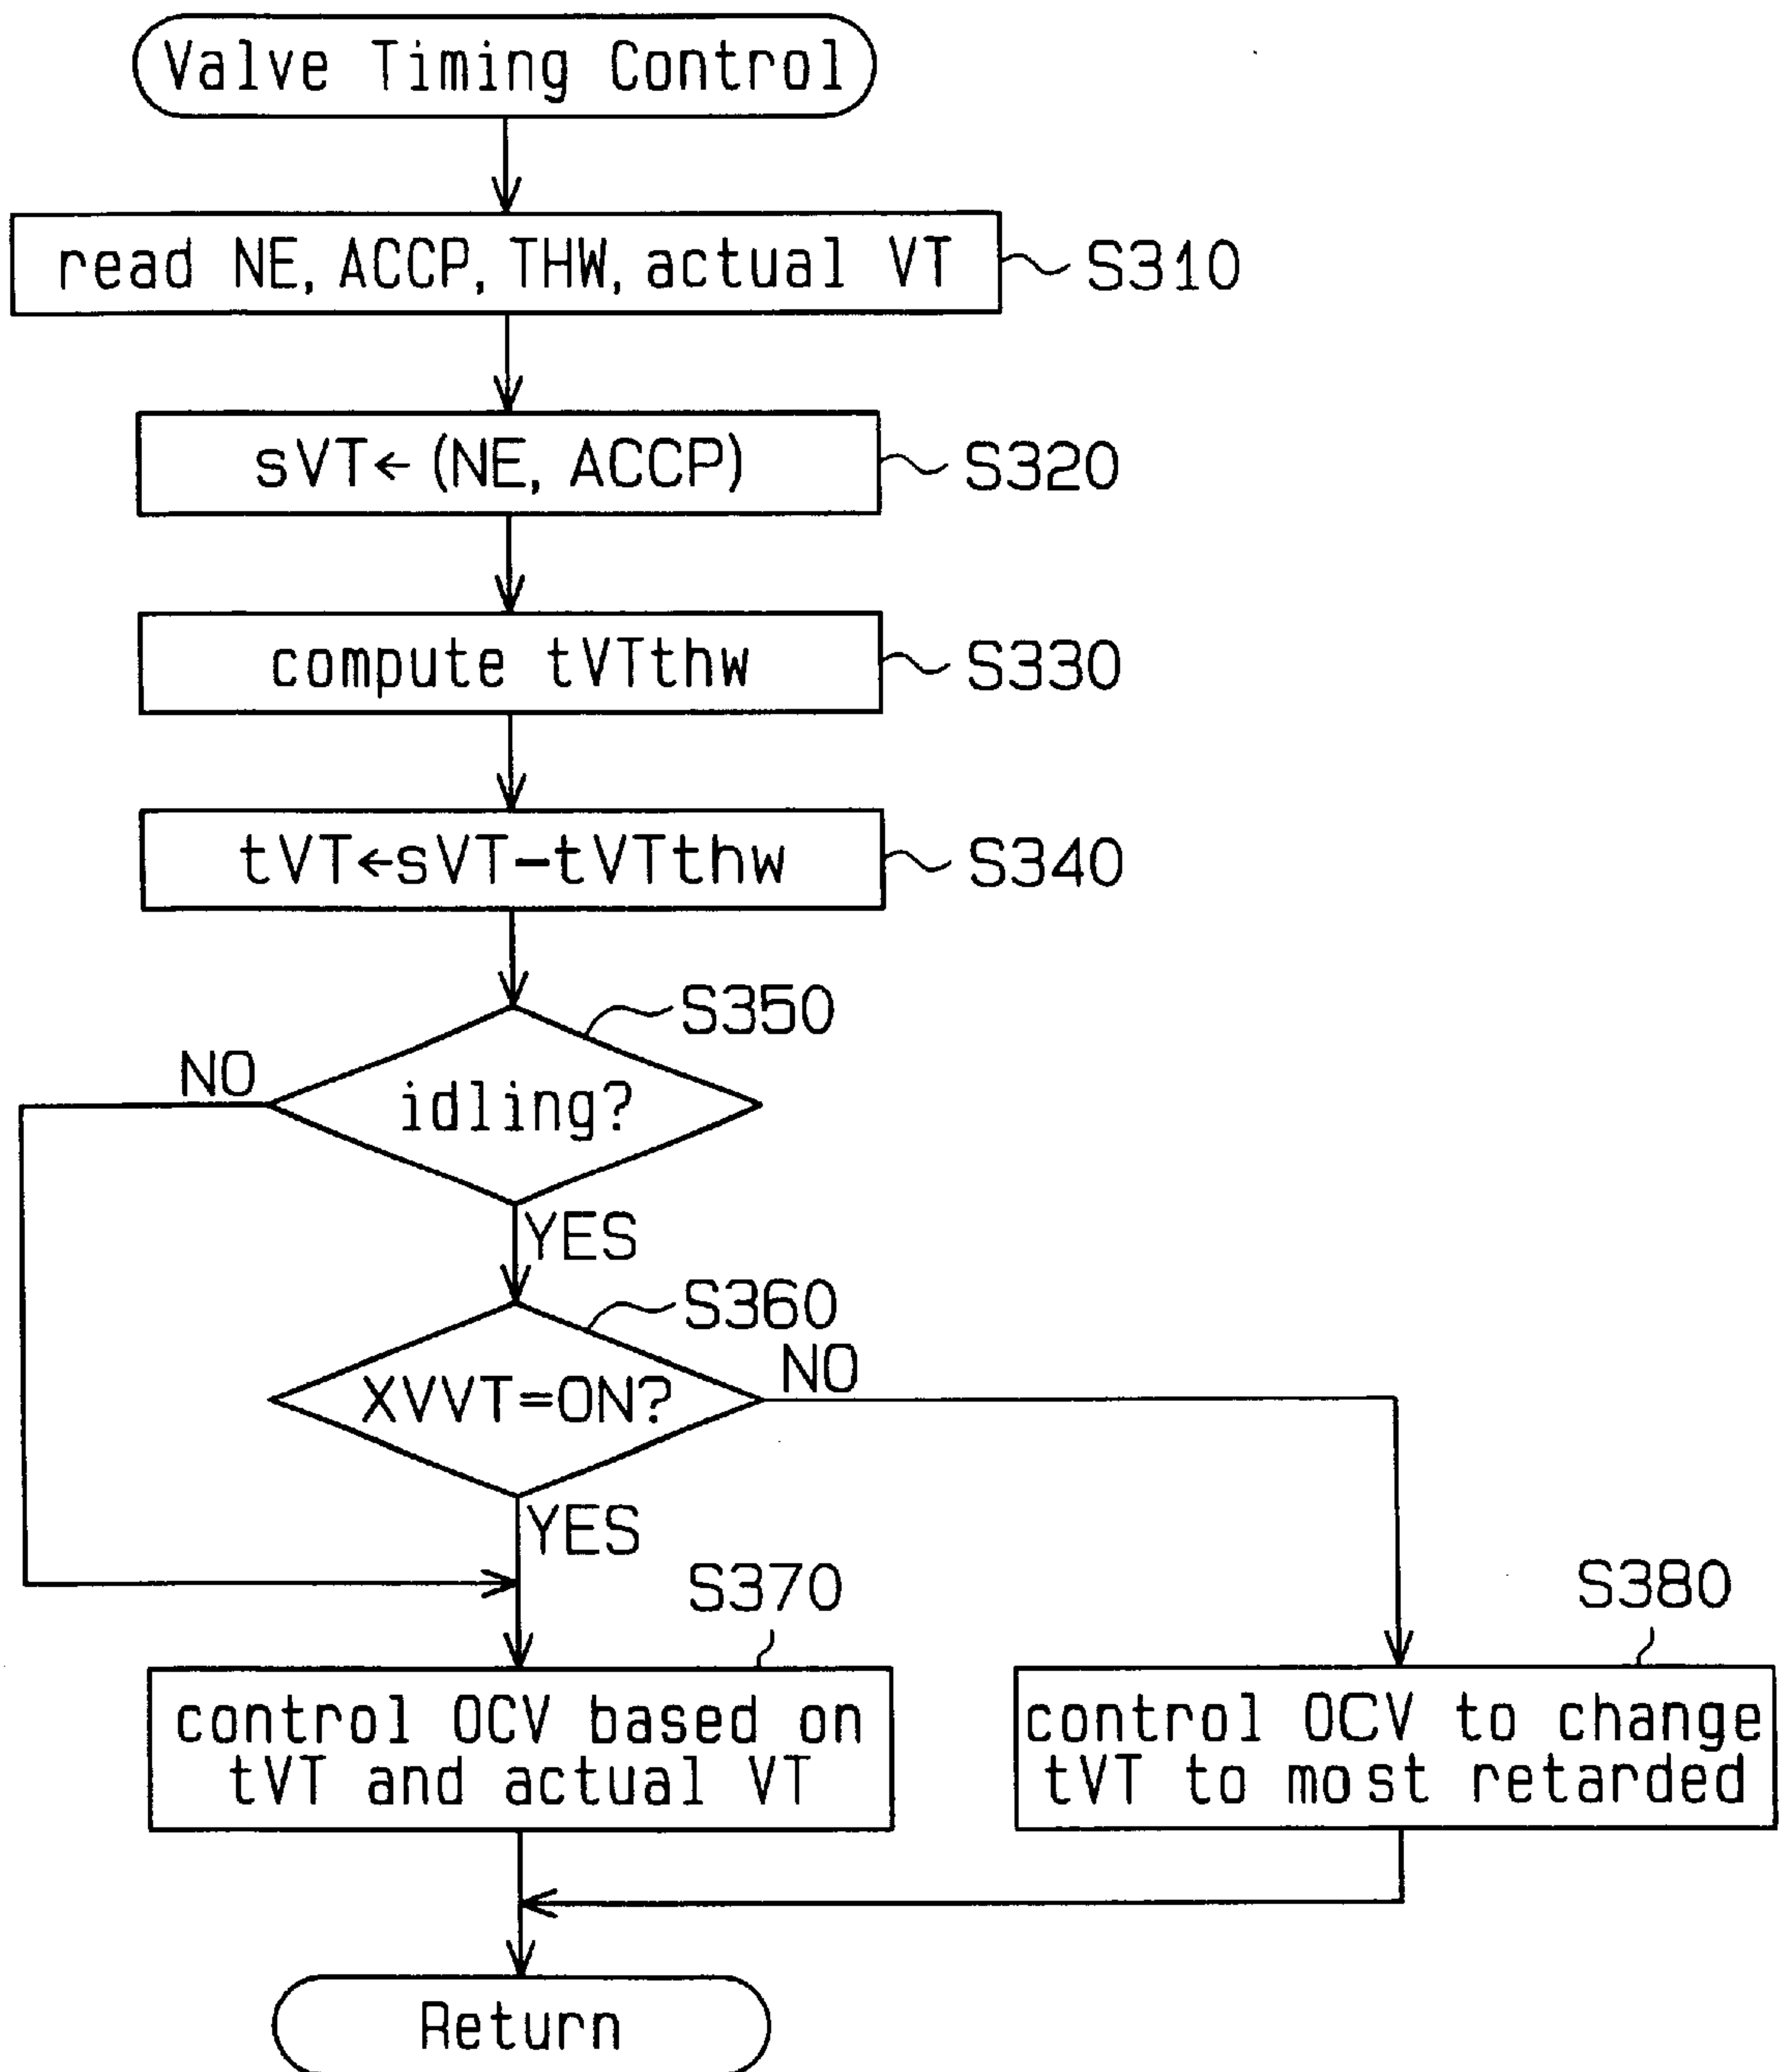 Valve Timing Control
read NE, ACCP, THW, actual VT
S310
sVT←(NE, ACCP)
S320
compute tVTthw
S330
tVT←sVT−tVTthw
S340
S350
NO
idling?
YES
S360
NO
XVVT=ON?
YES
S370
S380
control OCV based on
tVT and actual VT
control OCV to change
tVT to most retarded
Return